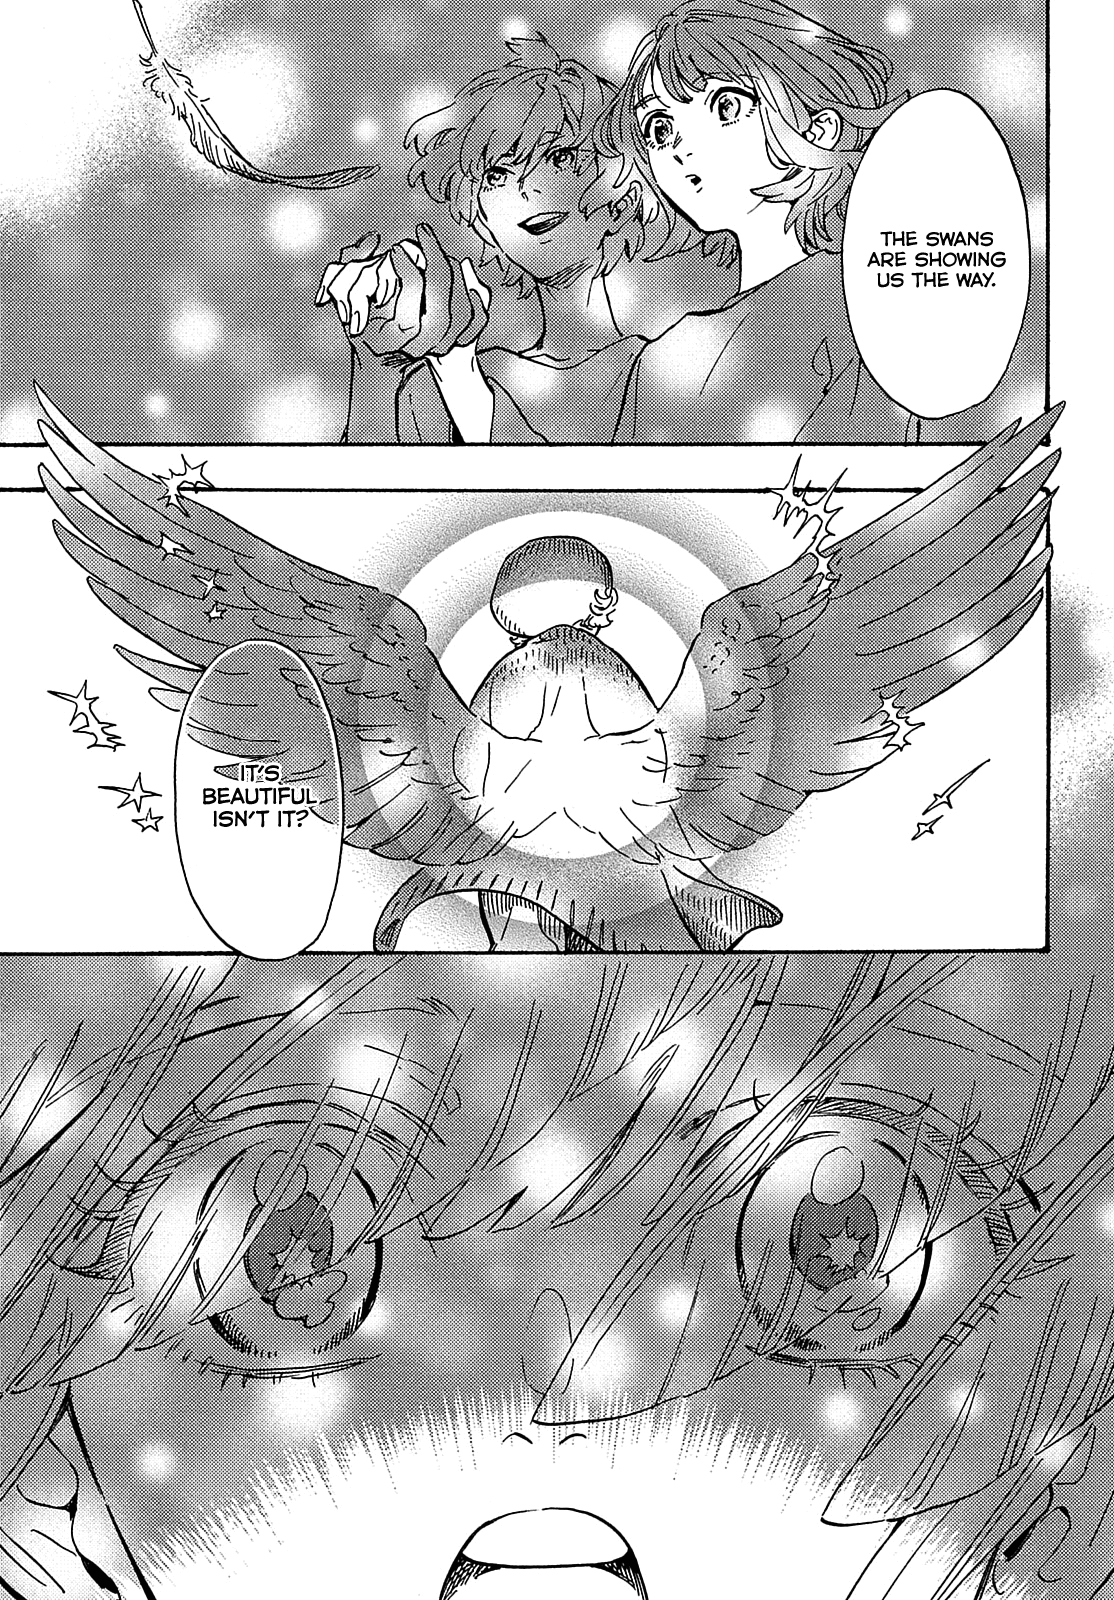 THE SWANS
ARE SHOWING
US THE WAY.
IT'S
BEAUTIFUL
ISN'T IT?